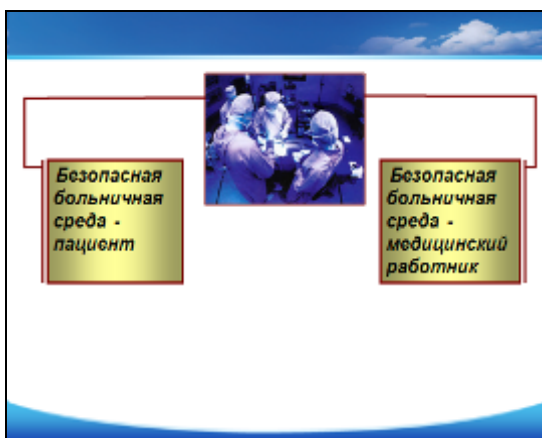 Безопасная
больничная
среда -
пациент
Безопасная
больничная
среда -
медицинский
работник